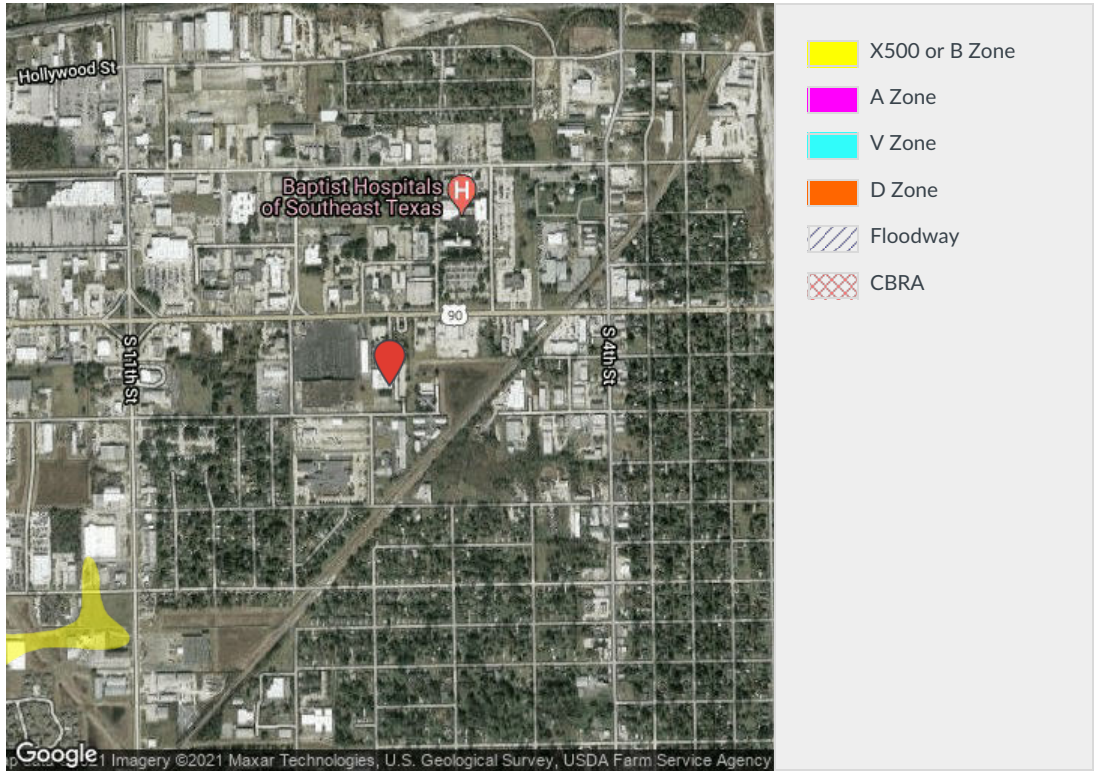 Hollywood St
Baptist Hospitals
of Southeast Texas
H
90
S 11th St
S 4th St
Google
Imagery ©2021 Maxar Technologies, U.S. Geological Survey, USDA Farm Service Agency
X500 or B Zone
A Zone
V Zone
D Zone
Floodway
CBRA